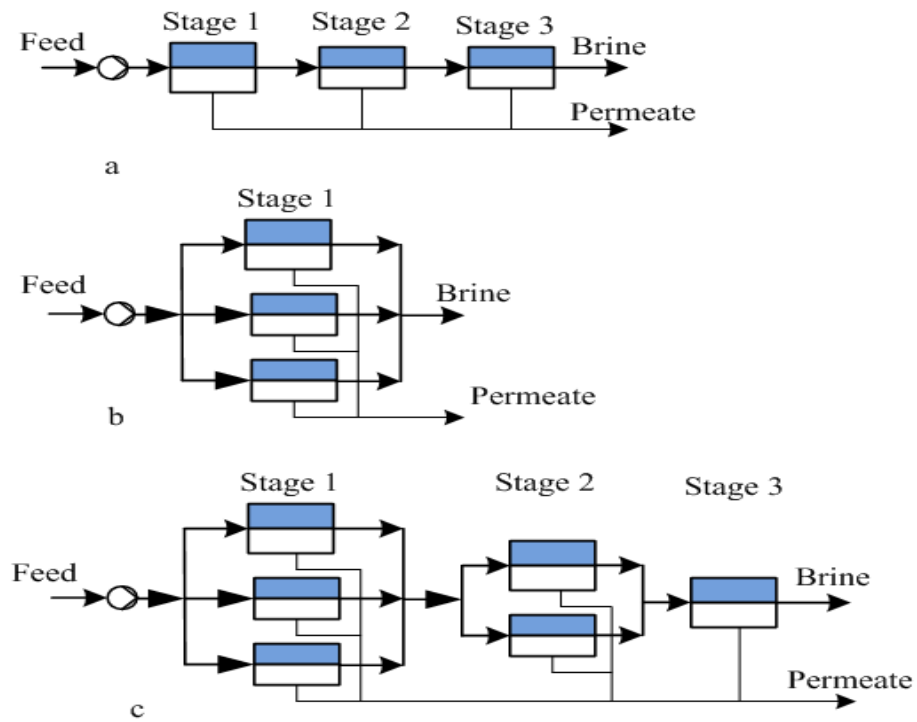 Stage 1 Stage 2 Stage 3
Feed Brine
Permeate
a
Stage 1
Feed Brine
Permeate
b
Stage 1 Stage 2 Stage 3
Feed Brine
Permeate
c